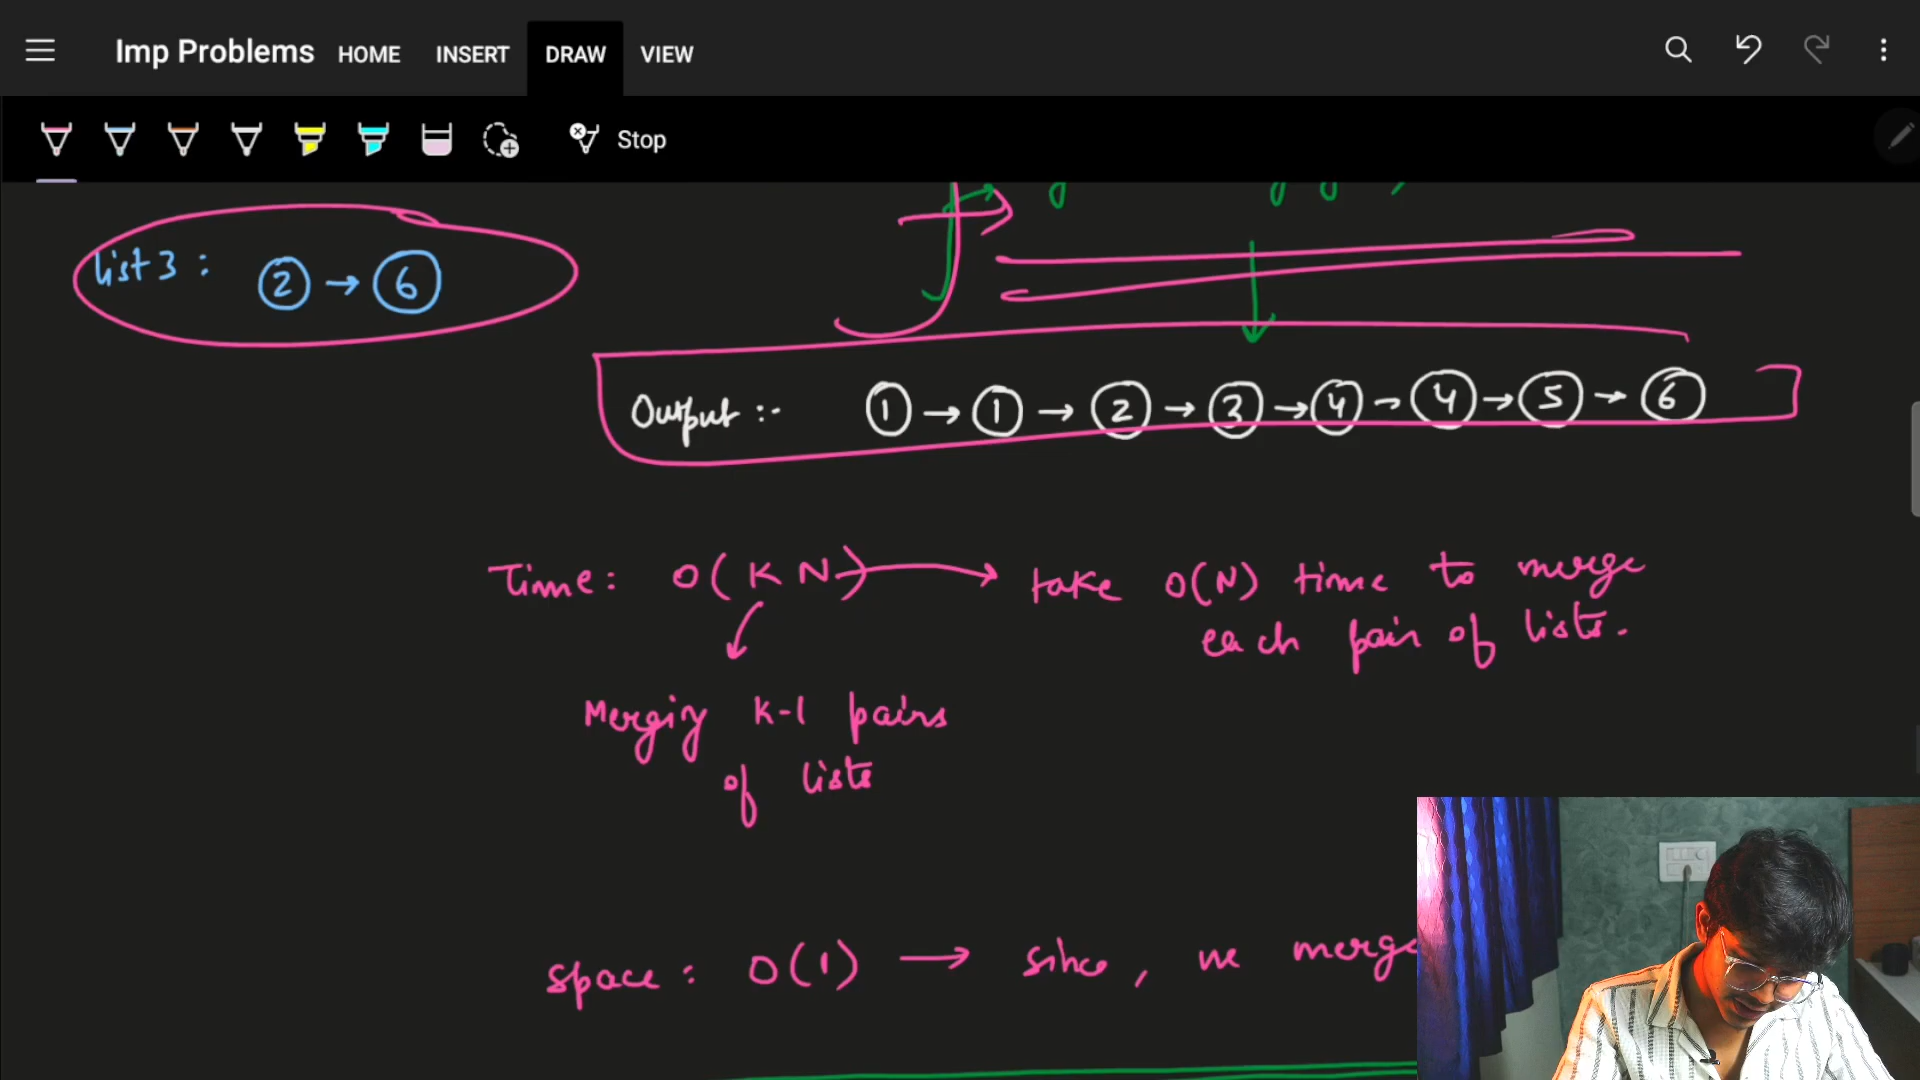 Imp Problems HOME INSERT DRAW VIEW
Stop
List 3 : 2 → 6
Output :- 1 → 1 → 2 → 3 → 4 → 4 → 5 → 6
Time: O(KN) → take O(N) time to merge
each pair of lists.
Merging K-1 pairs
of lists
space: O(1) → since, we merge